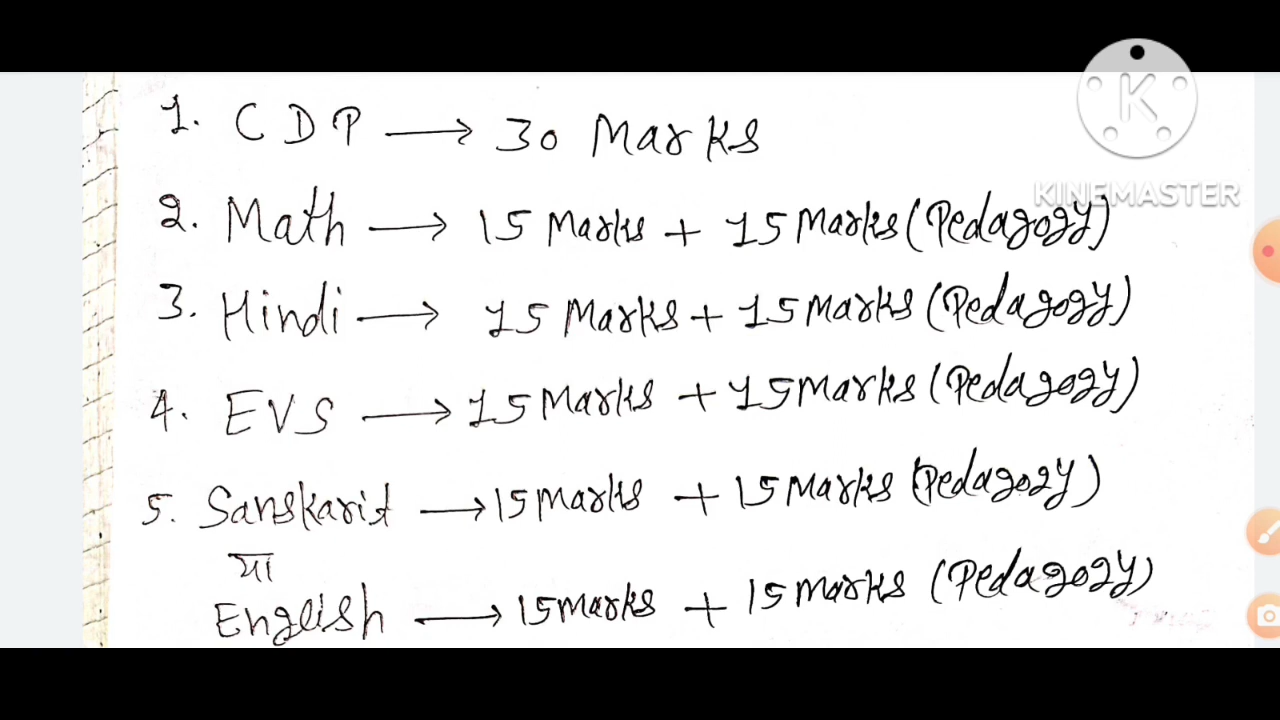 1. CDP → 30 Marks
KINEMASTER
2. Math → 15 Marks + 15 Marks (Pedagogy)
3. Hindi → 15 Marks + 15 Marks (Pedagogy)
4. EVS → 15 Marks + 15 Marks (Pedagogy)
5. Sanskarit → 15 Marks + 15 Marks (Pedagogy)
या
English → 15 Marks + 15 Marks (Pedagogy)